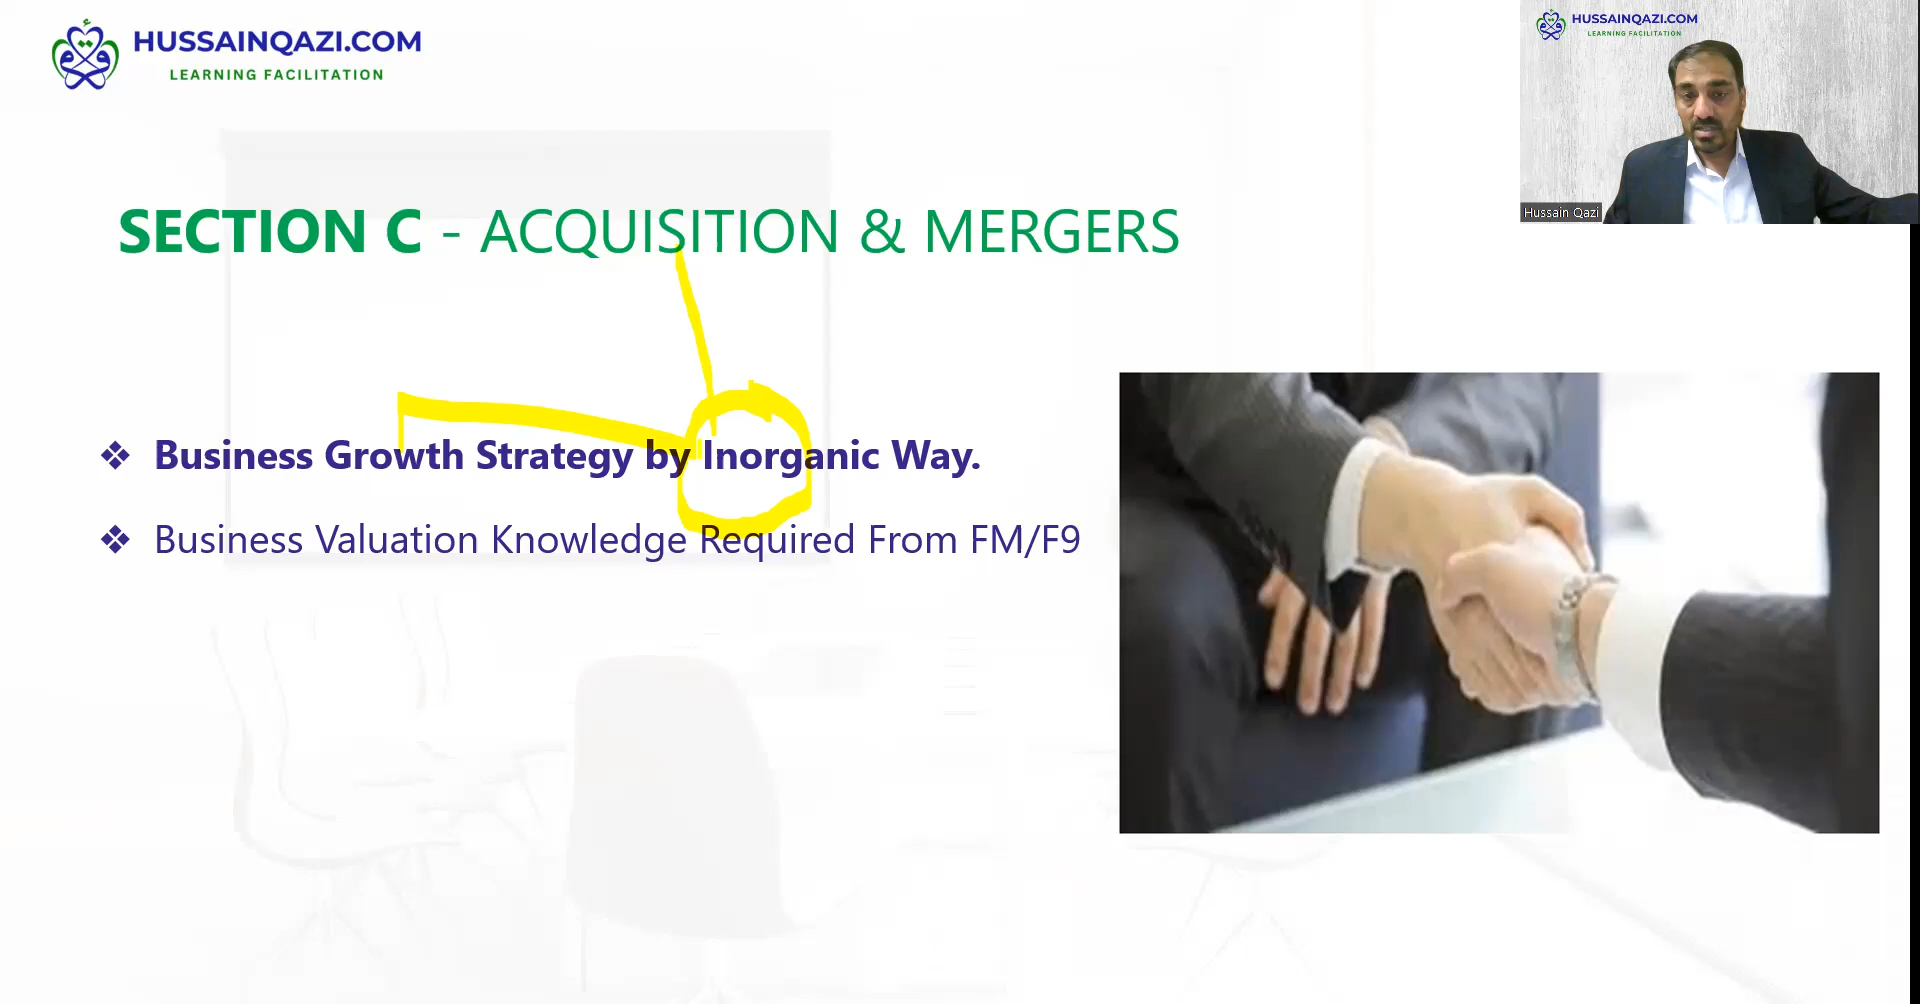 HUSSAINQAZI.COM
LEARNING FACILITATION
HUSSAINQAZI.COM
LEARNING FACILITATION
Hussain Qazi
SECTION C - ACQUISITION & MERGERS
❖ Business Growth Strategy by Inorganic Way.
❖ Business Valuation Knowledge Required From FM/F9